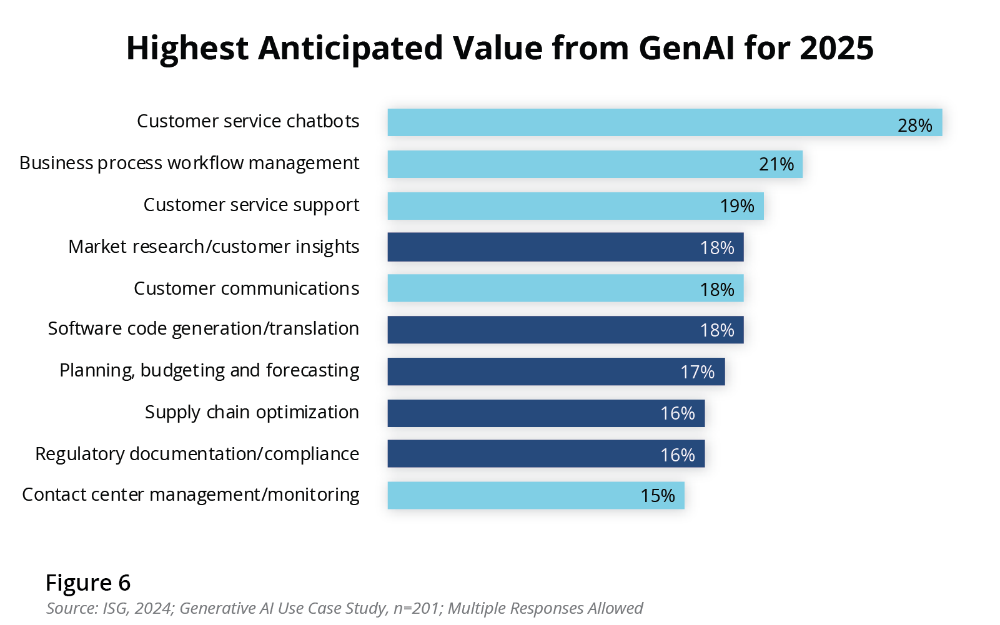 Highest Anticipated Value from GenAI for 2025
Customer service chatbots 28%
Business process workflow management 21%
Customer service support 19%
Market research/customer insights 18%
Customer communications 18%
Software code generation/translation 18%
Planning, budgeting and forecasting 17%
Supply chain optimization 16%
Regulatory documentation/compliance 16%
Contact center management/monitoring 15%
Figure 6
Source: ISG, 2024; Generative AI Use Case Study, n=201; Multiple Responses Allowed